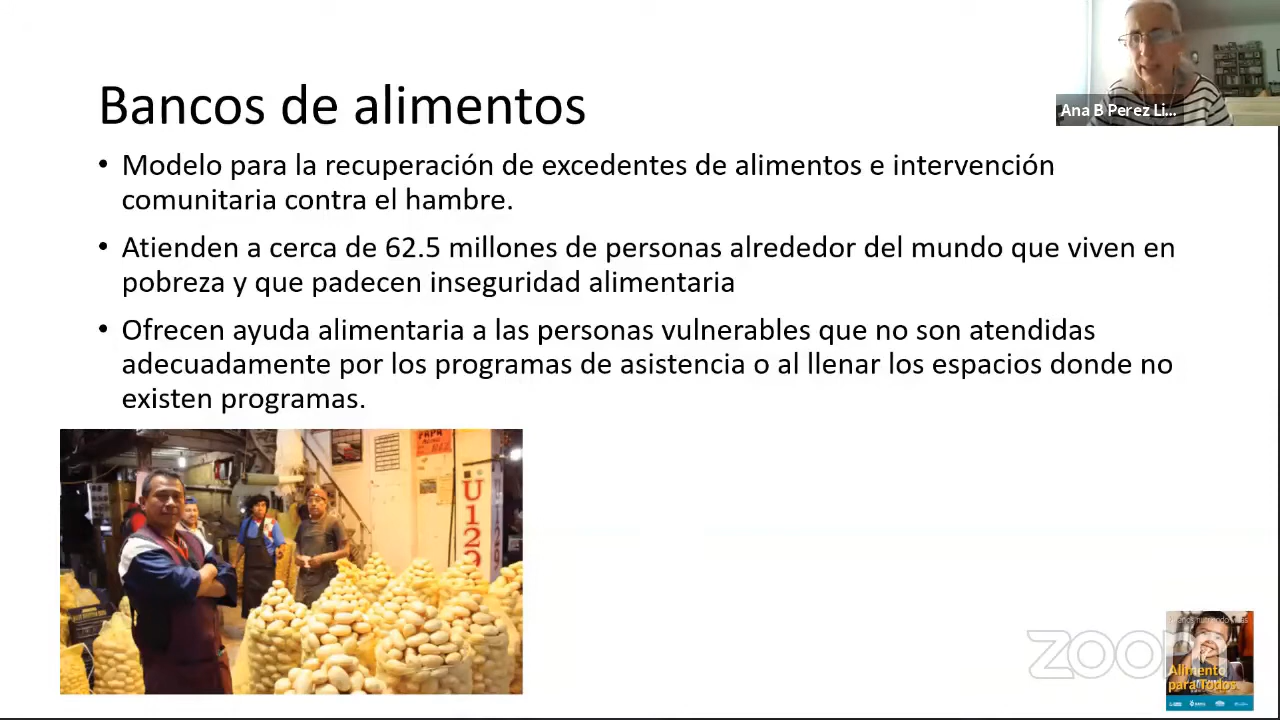 Bancos de alimentos
Ana B Perez Li...
• Modelo para la recuperación de excedentes de alimentos e intervención
comunitaria contra el hambre.
• Atienden a cerca de 62.5 millones de personas alrededor del mundo que viven en
pobreza y que padecen inseguridad alimentaria
• Ofrecen ayuda alimentaria a las personas vulnerables que no son atendidas
adecuadamente por los programas de asistencia o al llenar los espacios donde no
existen programas.
PAPA
U129
zoom
Alimento
para Todos